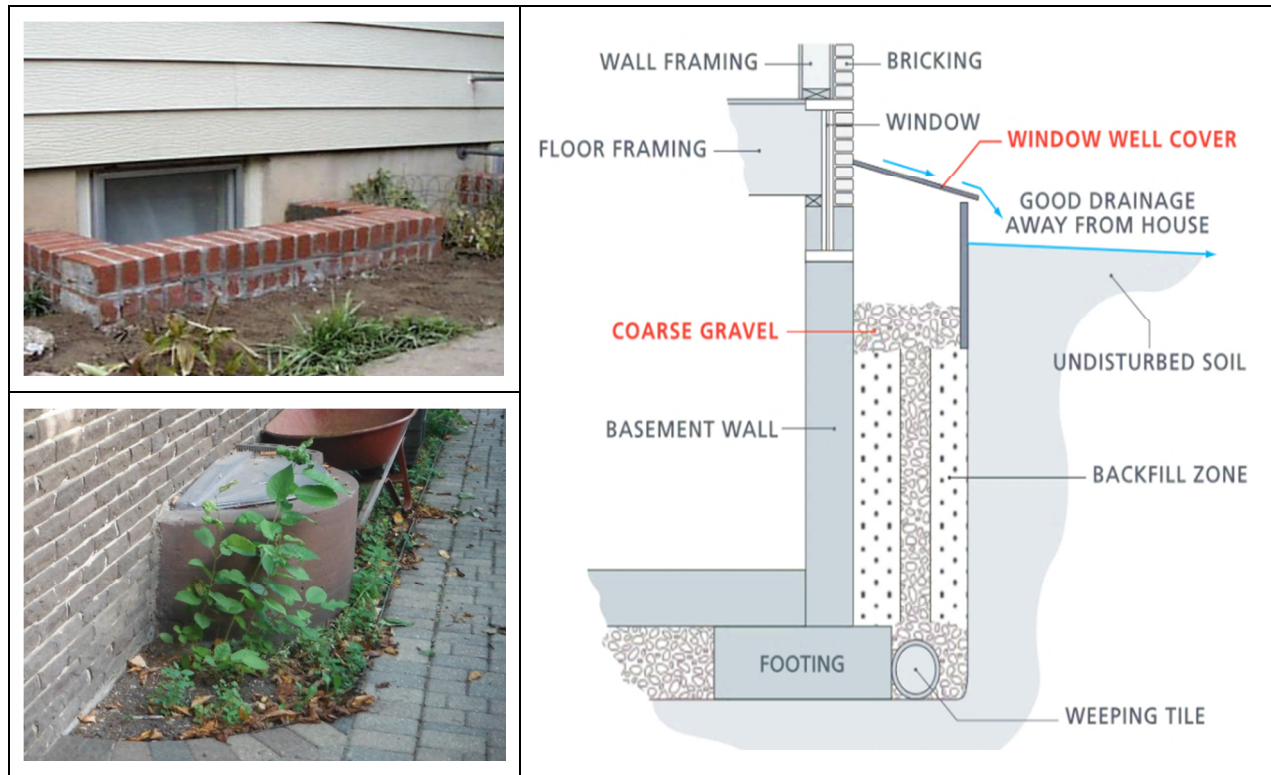 WALL FRAMING
BRICKING
WINDOW
FLOOR FRAMING
WINDOW WELL COVER
GOOD DRAINAGE
AWAY FROM HOUSE
COARSE GRAVEL
UNDISTURBED SOIL
BASEMENT WALL
BACKFILL ZONE
FOOTING
WEEPING TILE